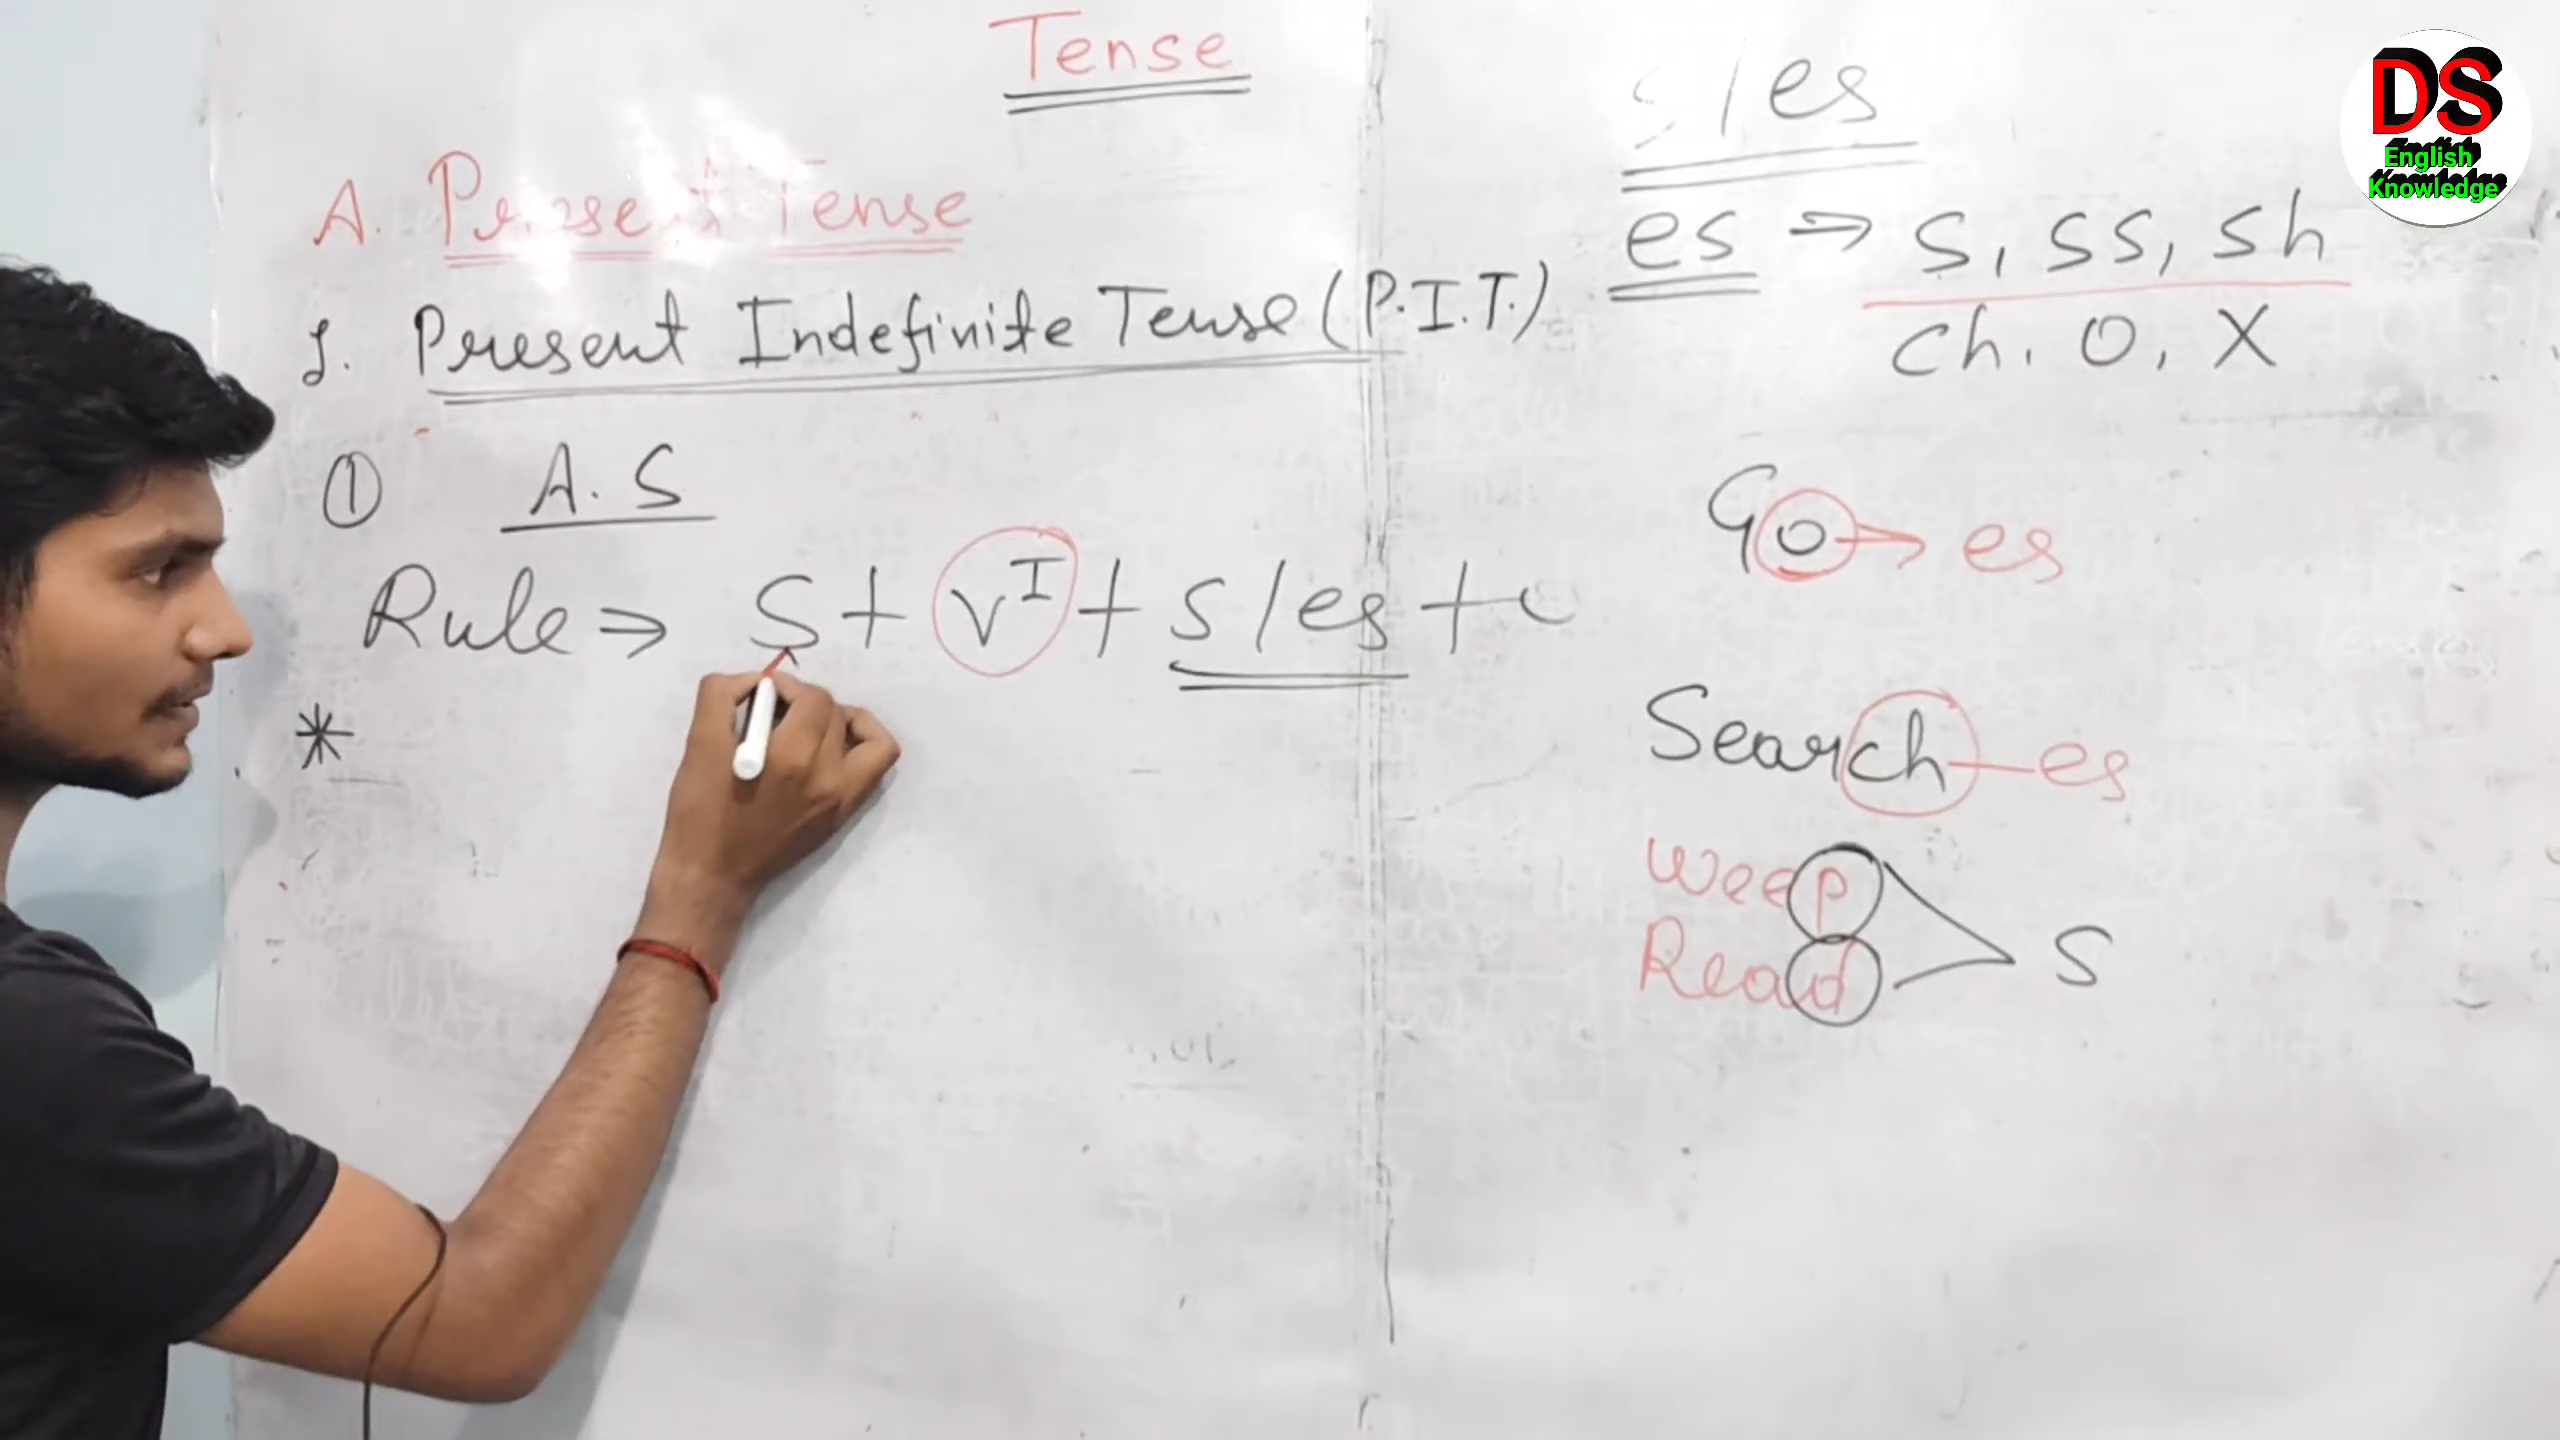 Tense
A. Present Tense
1. Present Indefinite Tense (P.I.T.)
① A.S
Rule ⇒ S + V^I + s/es + o
*
s/es
es ⇒ s, ss, sh
ch, o, x
Go → es
Search — es
Weep
Read
S
DS
English
Knowledge